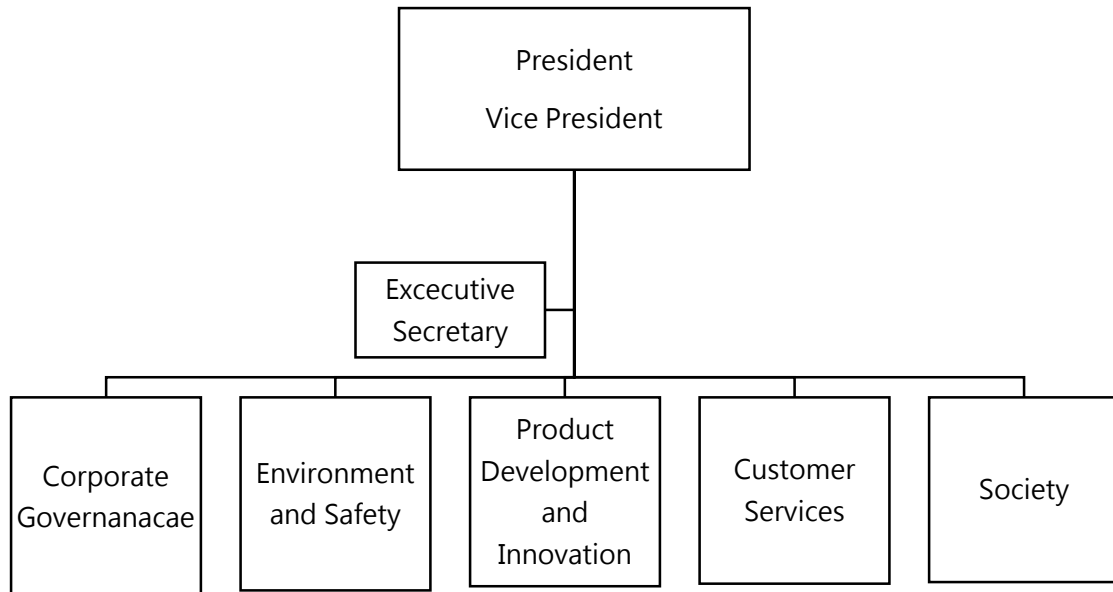 President
Vice President
Excecutive
Secretary
Corporate
Governanacae
Environment
and Safety
Product
Development
and
Innovation
Customer
Services
Society